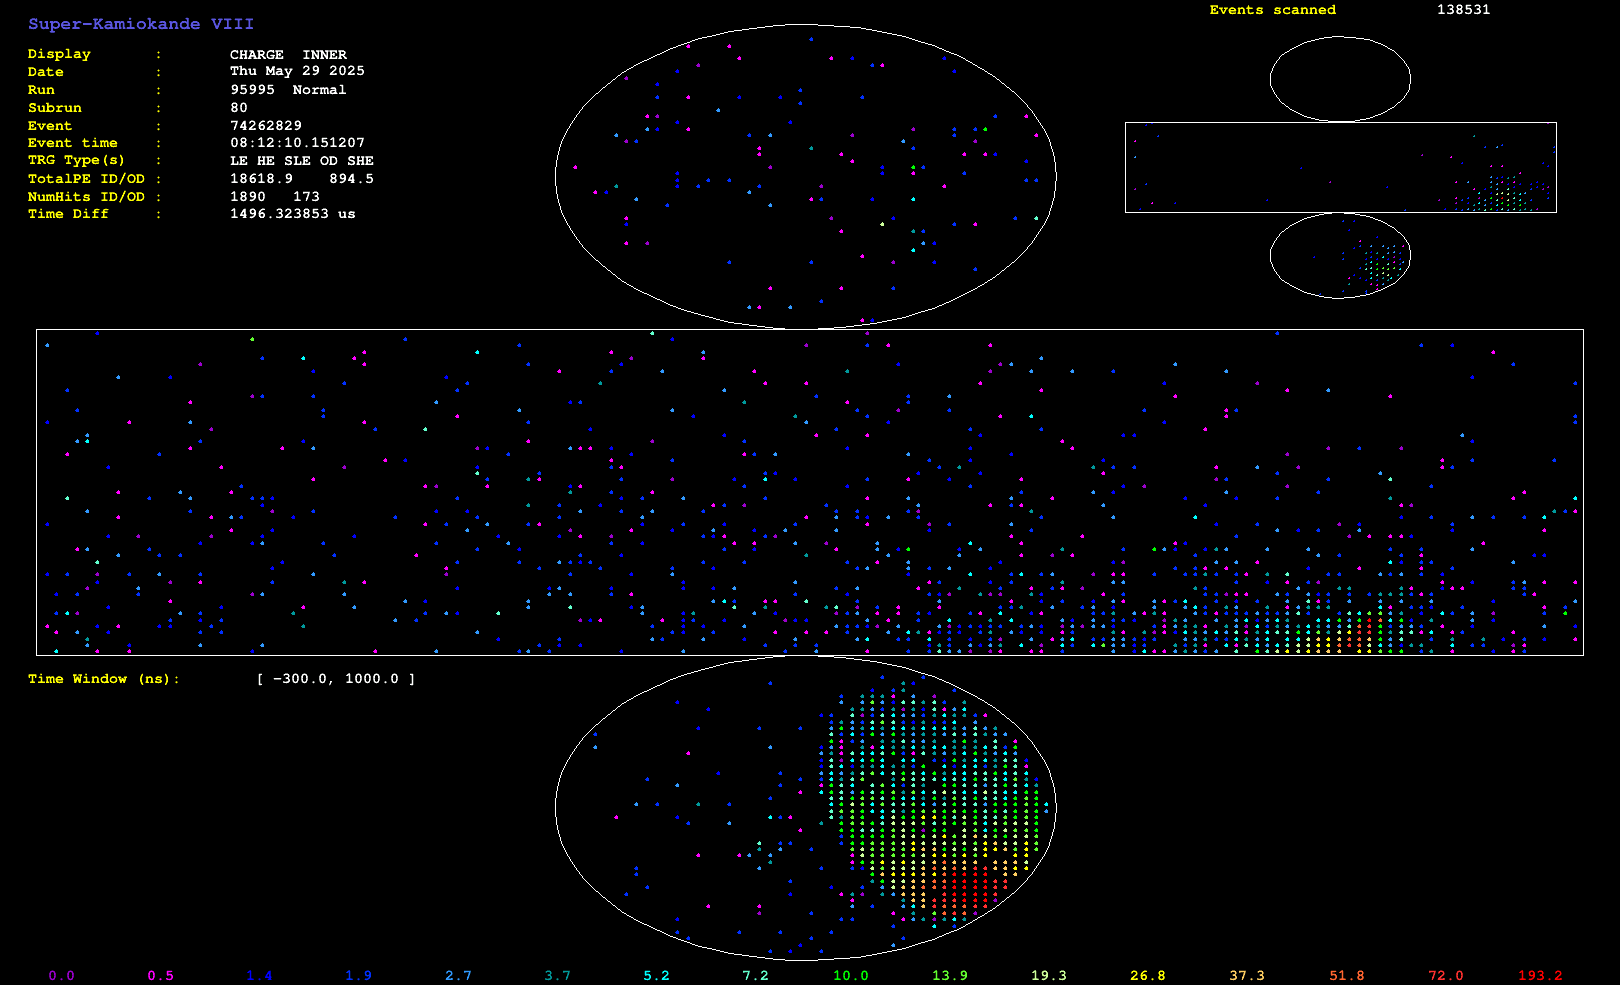 Super-Kamiokande VIII
Events scanned 138531
Display : CHARGE INNER
Date : Thu May 29 2025
Run : 95995 Normal
Subrun : 80
Event : 74262829
Event time : 08:12:10.151207
TRG Type(s) : LE HE SLE OD SHE
TotalPE ID/OD : 18618.9 894.5
NumHits ID/OD : 1890 173
Time Diff : 1496.323853 us
Time Window (ns): [ -300.0, 1000.0 ]
0.0 0.5 1.4 1.9 2.7 3.7 5.2 7.2 10.0 13.9 19.3 26.8 37.3 51.8 72.0 193.2